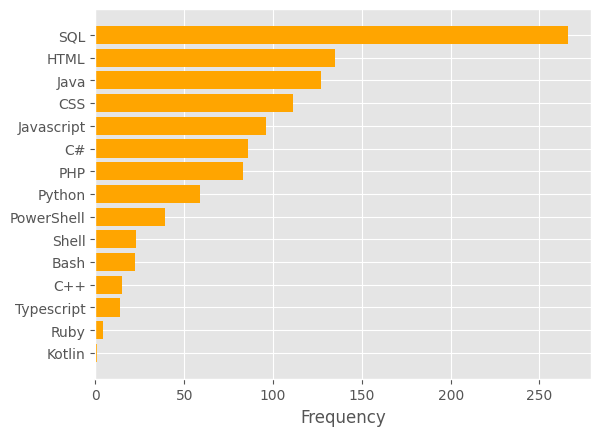 SQL
HTML
Java
CSS
Javascript
C#
PHP
Python
PowerShell
Shell
Bash
C++
Typescript
Ruby
Kotlin
0 50 100 150 200 250
Frequency